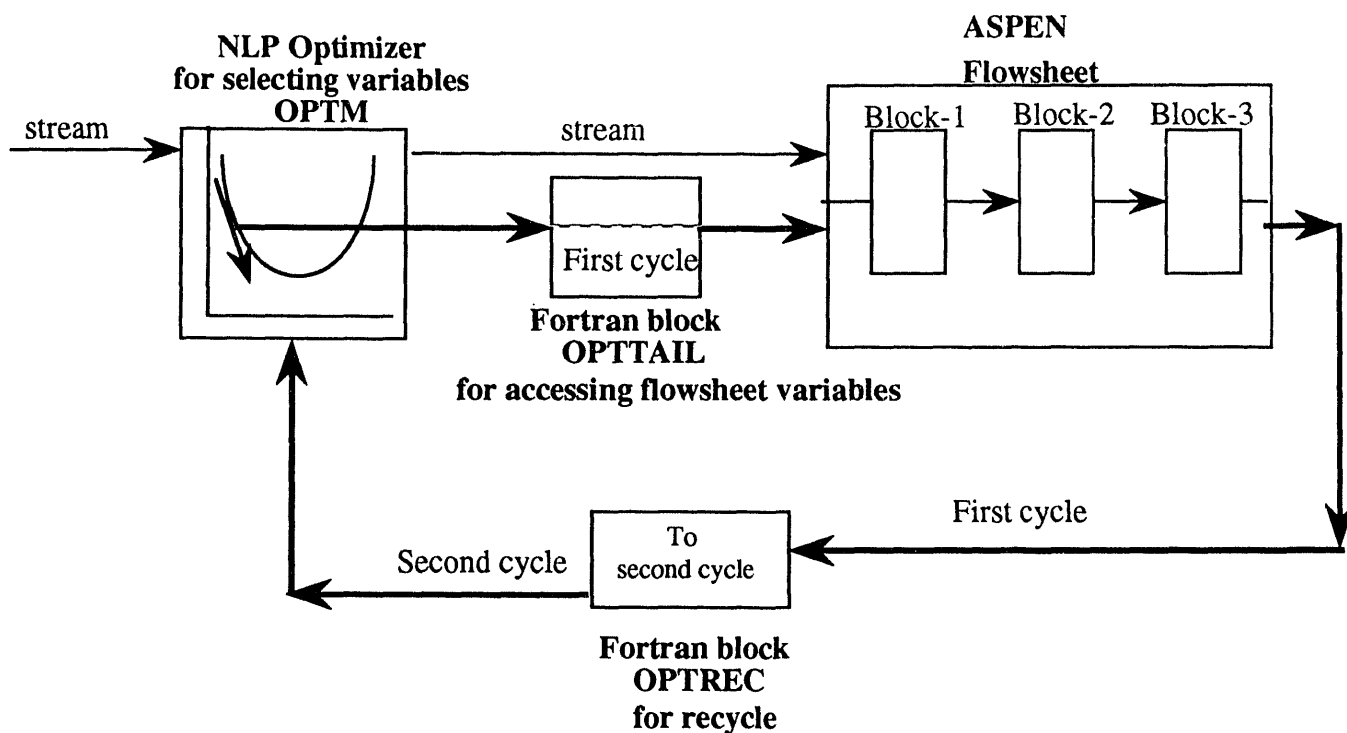 NLP Optimizer
for selecting variables
OPTM
stream
stream
ASPEN
Flowsheet
Block-1
Block-2
Block-3
First cycle
Fortran block
OPTTAIL
for accessing flowsheet variables
First cycle
To
second cycle
Second cycle
Fortran block
OPTREC
for recycle